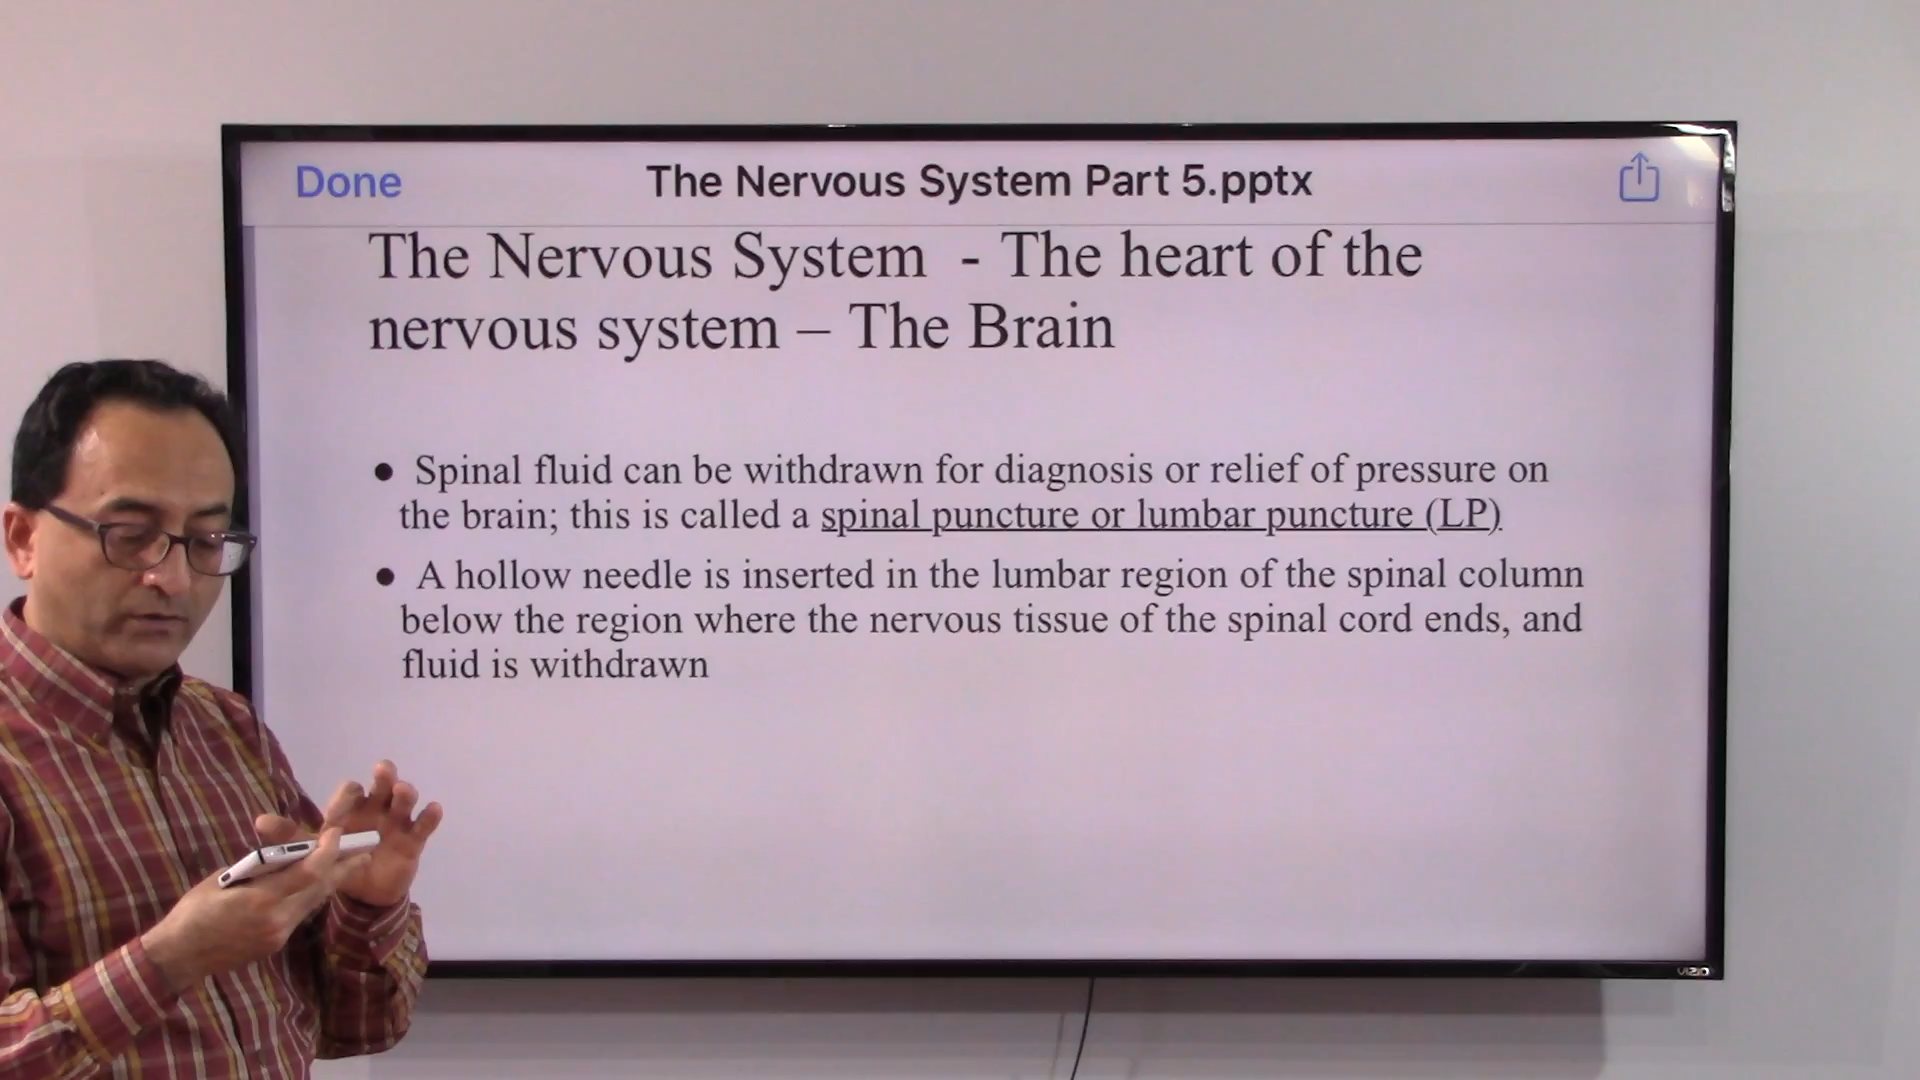 Done
The Nervous System Part 5.pptx
The Nervous System - The heart of the
nervous system – The Brain
● Spinal fluid can be withdrawn for diagnosis or relief of pressure on
the brain; this is called a spinal puncture or lumbar puncture (LP)
● A hollow needle is inserted in the lumbar region of the spinal column
below the region where the nervous tissue of the spinal cord ends, and
fluid is withdrawn
VIZIO